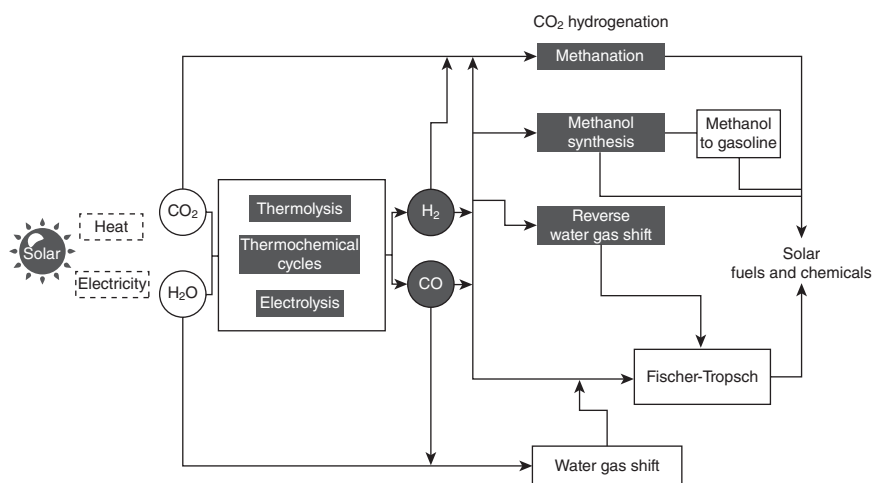 CO₂ hydrogenation
Methanation
Methanol
synthesis
Methanol
to gasoline
CO₂
Thermolysis
H₂
Reverse
water gas shift
Heat
Solar
Thermochemical
cycles
Solar
fuels and chemicals
Electricity
H₂O
Electrolysis
CO
Fischer-Tropsch
Water gas shift